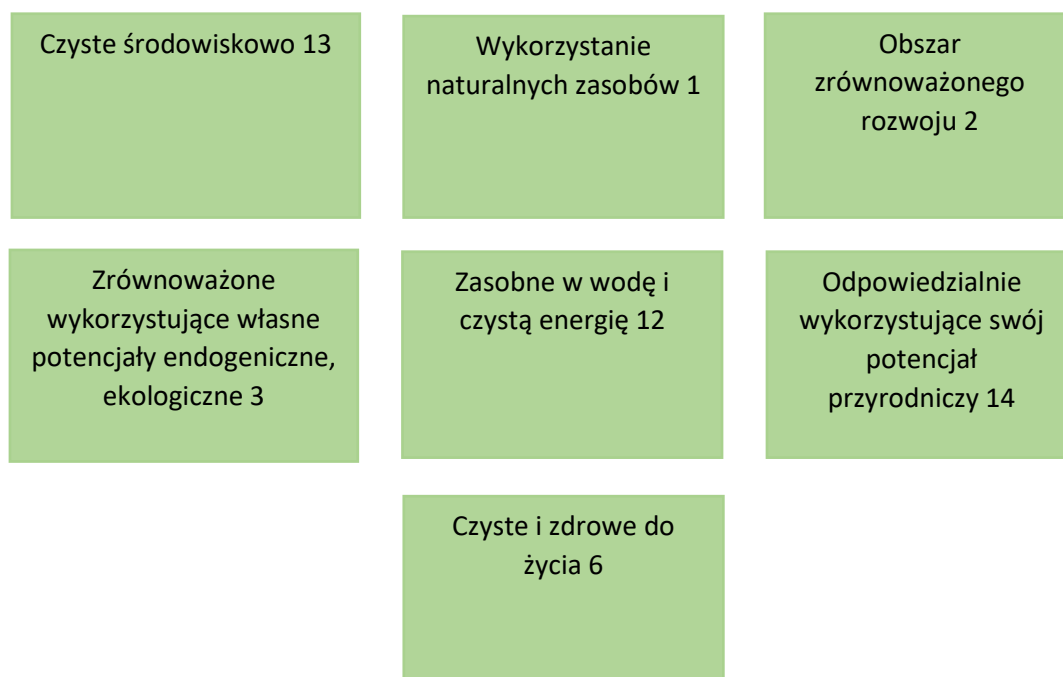 Czyste środowiskowo 13
Wykorzystanie
naturalnych zasobów 1
Obszar
zrównoważonego
rozwoju 2
Zrównoważone
wykorzystujące własne
potencjały endogeniczne,
ekologiczne 3
Zasobne w wodę i
czystą energię 12
Odpowiedzialnie
wykorzystujące swój
potencjał
przyrodniczy 14
Czyste i zdrowe do
życia 6